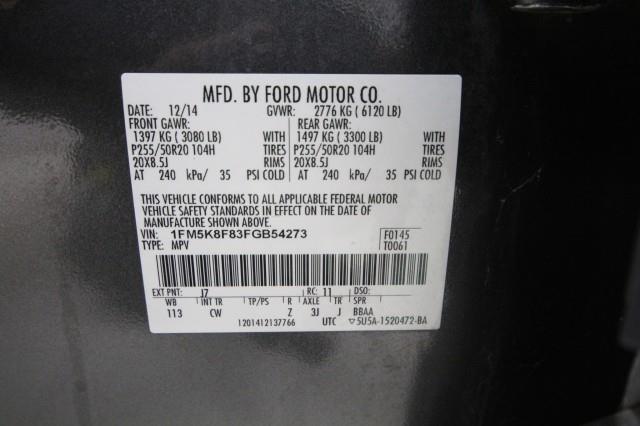 MFD. BY FORD MOTOR CO.
DATE: 12/14 GVWR: 2776 KG ( 6120 LB)
FRONT GAWR: REAR GAWR:
1397 KG ( 3080 LB) WITH 1497 KG ( 3300 LB) WITH
P255/50R20 104H TIRES P255/50R20 104H TIRES
20X8.5J RIMS 20X8.5J RIMS
AT 240 kPa/ 35 PSI COLD AT 240 kPa/ 35 PSI COLD
THIS VEHICLE CONFORMS TO ALL APPLICABLE FEDERAL MOTOR
VEHICLE SAFETY STANDARDS IN EFFECT ON THE DATE OF
MANUFACTURE SHOWN ABOVE.
VIN: 1FM5K8F83FGB54273 F0145
TYPE: MPV T0061
EXT PNT: J7 RC: 11 DSO:
WB INT TR TP/PS R AXLE TR SPR
113 CW Z 3J J BBAA
1201412137766 UTC ▽5U5A-1520472-BA